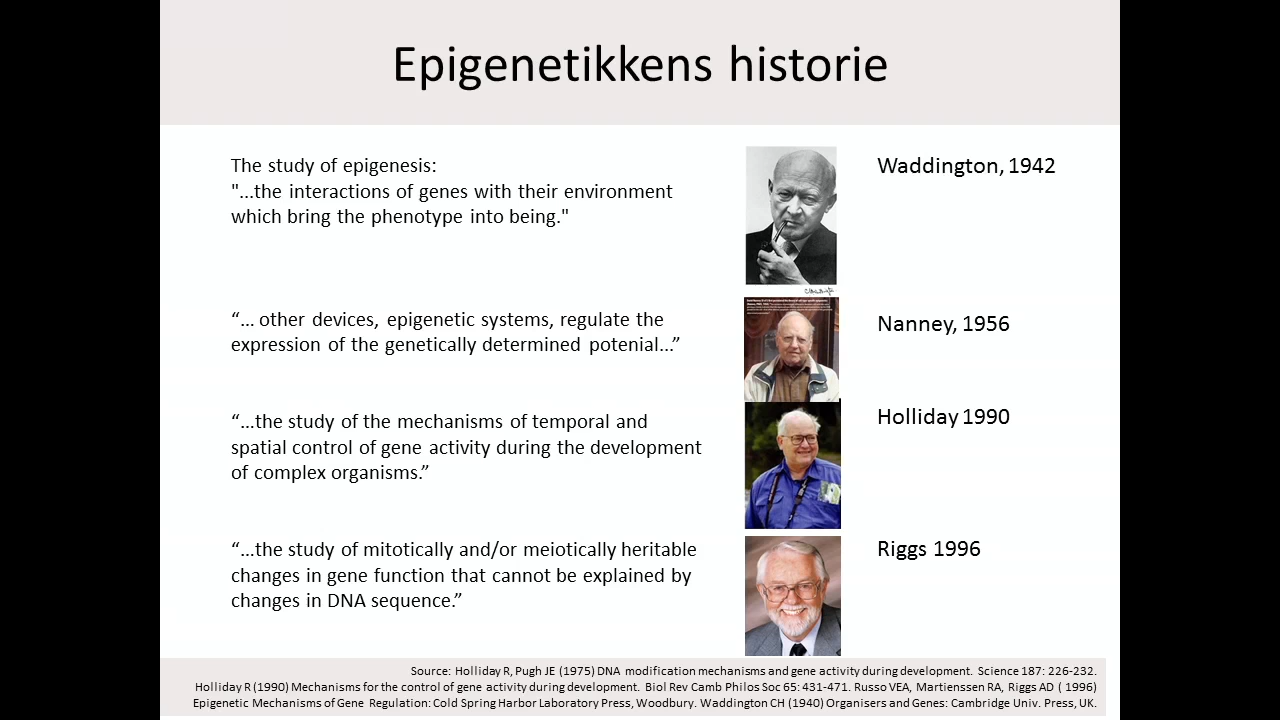 Epigenetikkens historie
The study of epigenesis:
"...the interactions of genes with their environment
which bring the phenotype into being."
Waddington, 1942
“... other devices, epigenetic systems, regulate the
expression of the genetically determined potenial...”
Nanney, 1956
“...the study of the mechanisms of temporal and
spatial control of gene activity during the development
of complex organisms.”
Holliday 1990
“...the study of mitotically and/or meiotically heritable
changes in gene function that cannot be explained by
changes in DNA sequence.”
Riggs 1996
Source: Holliday R, Pugh JE (1975) DNA modification mechanisms and gene activity during development. Science 187: 226-232.
Holliday R (1990) Mechanisms for the control of gene activity during development. Biol Rev Camb Philos Soc 65: 431-471. Russo VEA, Martienssen RA, Riggs AD ( 1996)
Epigenetic Mechanisms of Gene Regulation: Cold Spring Harbor Laboratory Press, Woodbury. Waddington CH (1940) Organisers and Genes: Cambridge Univ. Press, UK.